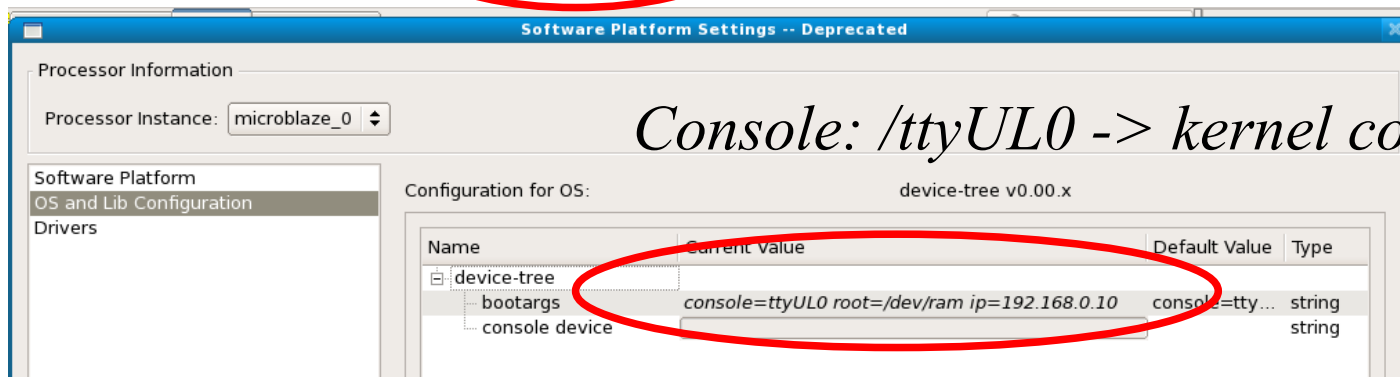 Software Platform Settings -- Deprecated
Processor Information
Processor Instance: microblaze_0
Console: /ttyUL0 -> kernel co
Software Platform
OS and Lib Configuration
Drivers
Configuration for OS: device-tree v0.00.x
Name Current Value Default Value Type
device-tree
bootargs console=ttyUL0 root=/dev/ram ip=192.168.0.10 console=tty... string
console device string